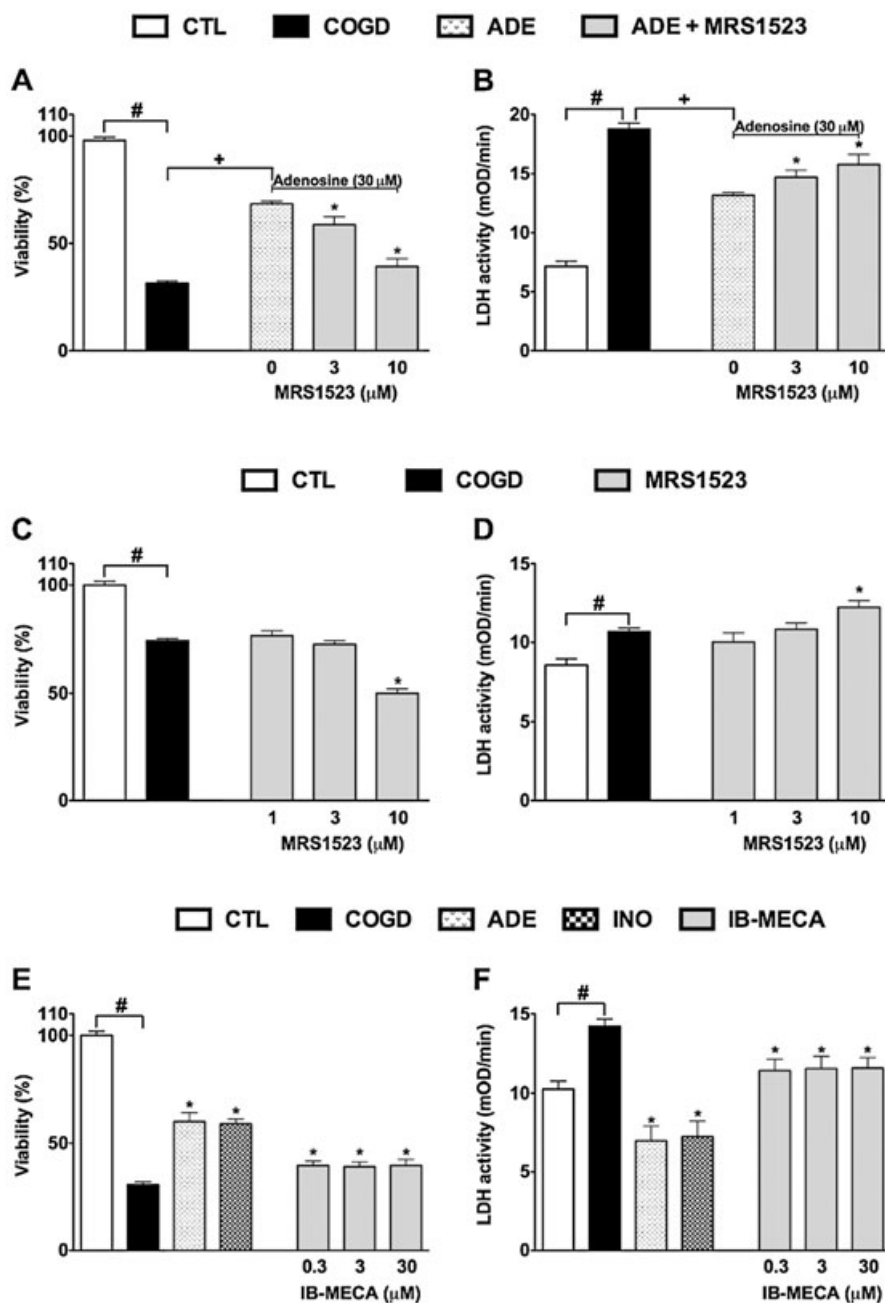 CTL COGD ADE ADE + MRS1523
A
110
100
50
0
Viability (%)
#
+
Adenosine (30 μM)
*
*
0 3 10
MRS1523 (μM)
B
20
15
10
5
0
LDH activity (mOD/min)
#
+
Adenosine (30 μM)
*
*
0 3 10
MRS1523 (μM)
CTL COGD MRS1523
C
110
100
50
0
Viability (%)
#
*
1 3 10
MRS1523 (μM)
D
15
10
5
0
LDH activity (mOD/min)
#
*
1 3 10
MRS1523 (μM)
CTL COGD ADE INO IB-MECA
E
110
100
50
0
Viability (%)
#
* *
* * *
0.3 3 30
IB-MECA (μM)
F
15
10
5
0
LDH activity (mOD/min)
#
* *
* * *
0.3 3 30
IB-MECA (μM)